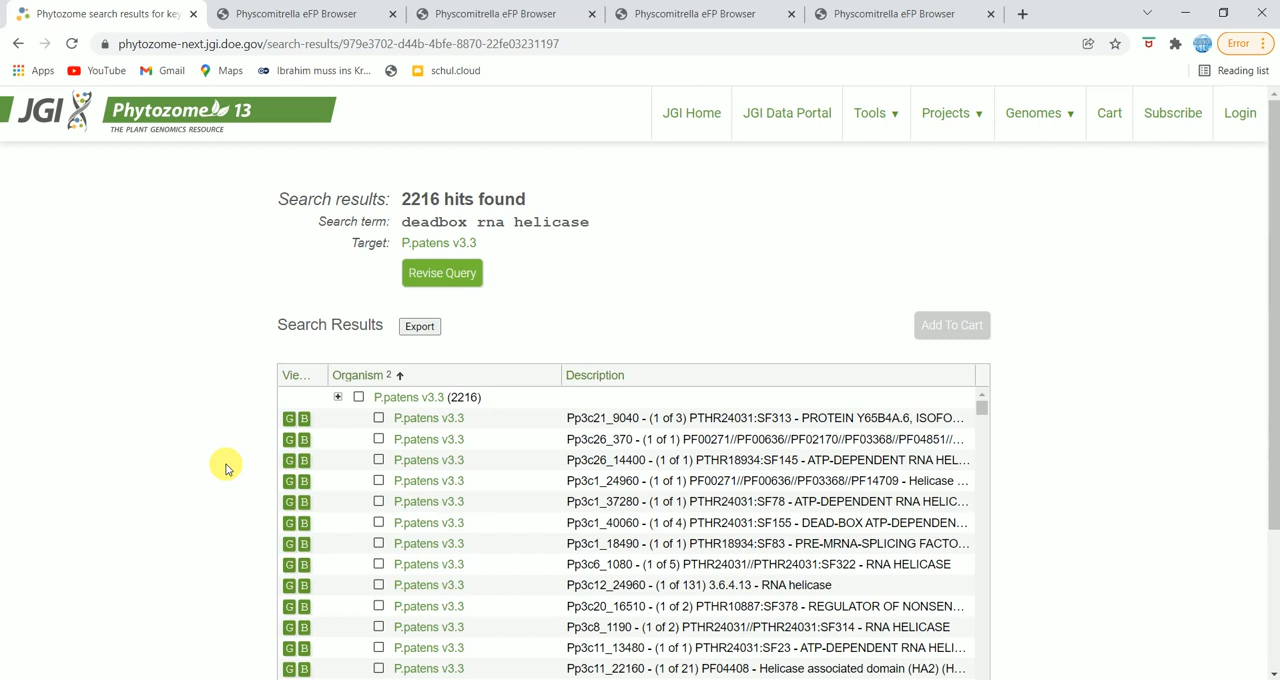 Phytozome search results for key
Physcomitrella eFP Browser
Physcomitrella eFP Browser
Physcomitrella eFP Browser
Physcomitrella eFP Browser
phytozome-next.jgi.doe.gov/search-results/979e3702-d44b-4bfe-8870-22fe03231197
Error
Apps
YouTube
Gmail
Maps
Ibrahim muss ins Kr...
schul.cloud
Reading list
JGI
Phytozome 13
THE PLANT GENOMICS RESOURCE
JGI Home
JGI Data Portal
Tools ▼
Projects ▼
Genomes ▼
Cart
Subscribe
Login
Search results: 2216 hits found
Search term: deadbox rna helicase
Target: P.patens v3.3
Revise Query
Search Results
Export
Add To Cart
Vie... Organism 2 Description
P.patens v3.3 (2216)
G B P.patens v3.3 Pp3c21_9040 - (1 of 3) PTHR24031:SF313 - PROTEIN Y65B4A.6, ISOFO...
G B P.patens v3.3 Pp3c26_370 - (1 of 1) PF00271//PF00636//PF02170//PF03368//PF04851//...
G B P.patens v3.3 Pp3c26_14400 - (1 of 1) PTHR18934:SF145 - ATP-DEPENDENT RNA HEL...
G B P.patens v3.3 Pp3c1_24960 - (1 of 1) PF00271//PF00636//PF03368//PF14709 - Helicase ...
G B P.patens v3.3 Pp3c1_37280 - (1 of 1) PTHR24031:SF78 - ATP-DEPENDENT RNA HELIC...
G B P.patens v3.3 Pp3c1_40060 - (1 of 4) PTHR24031:SF155 - DEAD-BOX ATP-DEPENDEN...
G B P.patens v3.3 Pp3c1_18490 - (1 of 1) PTHR18934:SF83 - PRE-MRNA-SPLICING FACTO...
G B P.patens v3.3 Pp3c6_1080 - (1 of 5) PTHR24031//PTHR24031:SF322 - RNA HELICASE
G B P.patens v3.3 Pp3c12_24960 - (1 of 131) 3.6.4.13 - RNA helicase
G B P.patens v3.3 Pp3c20_16510 - (1 of 2) PTHR10887:SF378 - REGULATOR OF NONSEN...
G B P.patens v3.3 Pp3c8_1190 - (1 of 2) PTHR24031//PTHR24031:SF314 - RNA HELICASE
G B P.patens v3.3 Pp3c11_13480 - (1 of 1) PTHR24031:SF23 - ATP-DEPENDENT RNA HELI...
G B P.patens v3.3 Pp3c11_22160 - (1 of 21) PF04408 - Helicase associated domain (HA2) (H...